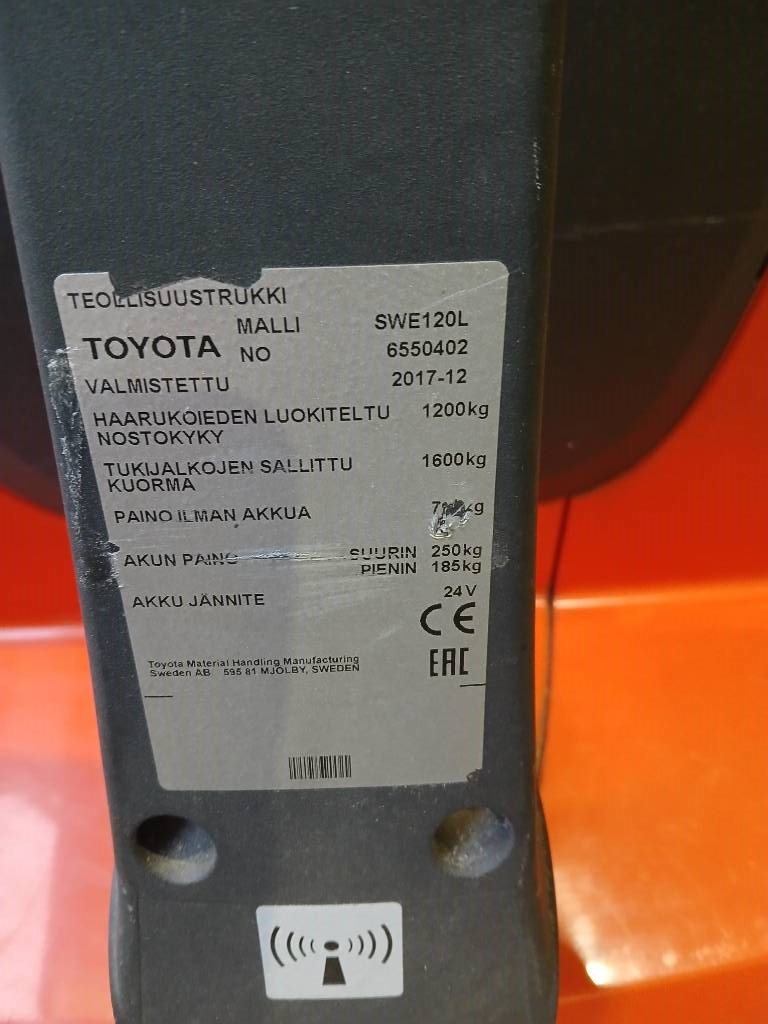 TEOLLISUUSTRUKKI
TOYOTA MALLI SWE120L
NO 6550402
VALMISTETTU 2017-12
HAARUKOIEDEN LUOKITELTU 1200kg
NOSTOKYKY
TUKIJALKOJEN SALLITTU 1600kg
KUORMA
PAINO ILMAN AKKUA
AKUN PAINO SUURIN 250kg
PIENIN 185kg
AKKU JÄNNITE 24V
CE
EAC
Toyota Material Handling Manufacturing
Sweden AB 595 81 MJOLBY, SWEDEN